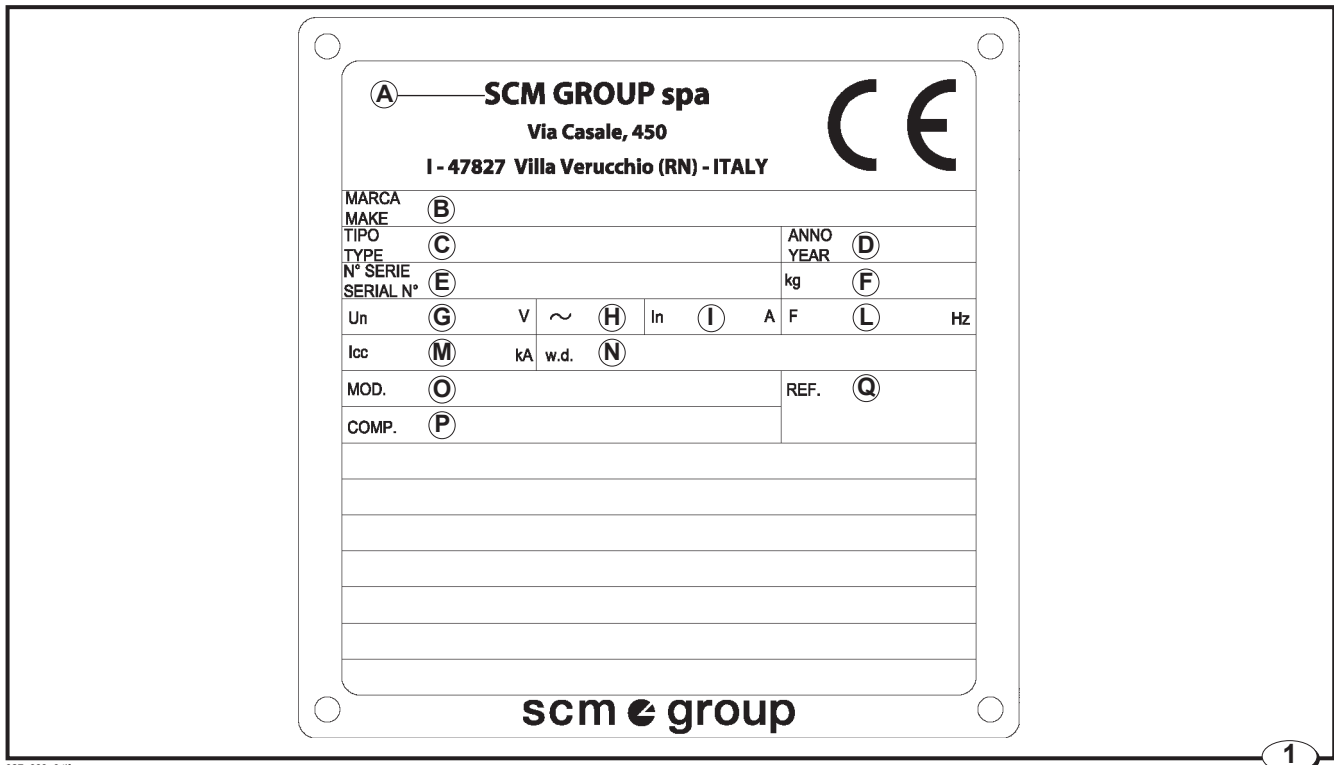 A SCM GROUP spa
Via Casale, 450
I - 47827 Villa Verucchio (RN) - ITALY
CE
MARCA
MAKE B
TIPO
TYPE C
ANNO
YEAR D
N° SERIE
SERIAL N° E
kg F
Un G V ~ H In I A F L Hz
Icc M kA w.d. N
MOD. O REF. Q
COMP. P
scm group
1